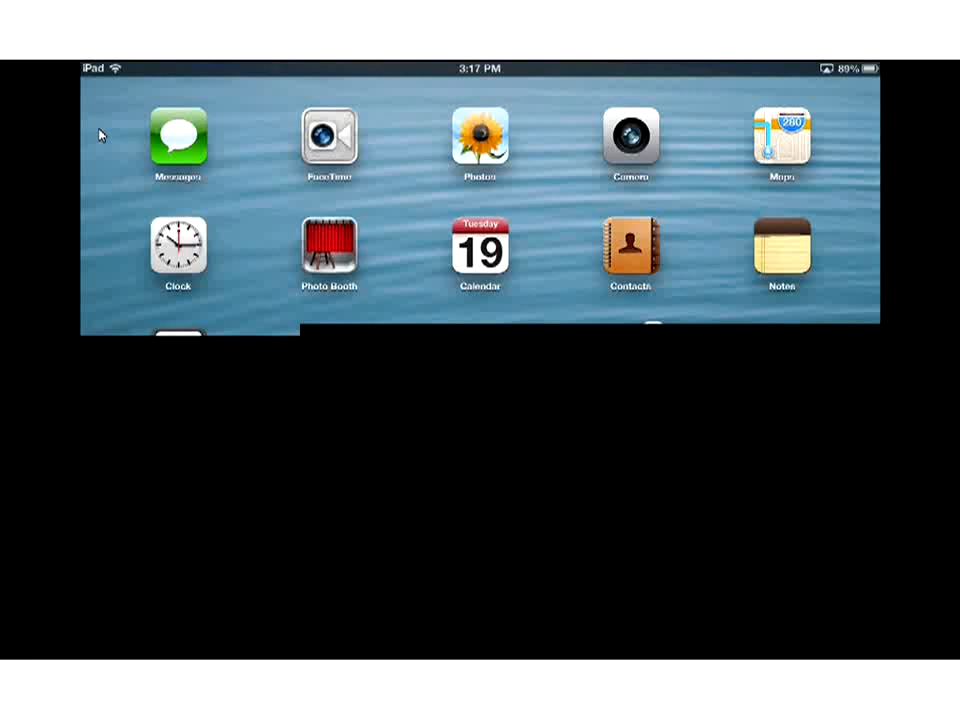 iPad 3:17 PM 89%
Messages FaceTime Photos Camera Maps
280
Tuesday
19
Clock Photo Booth Calendar Contacts Notes